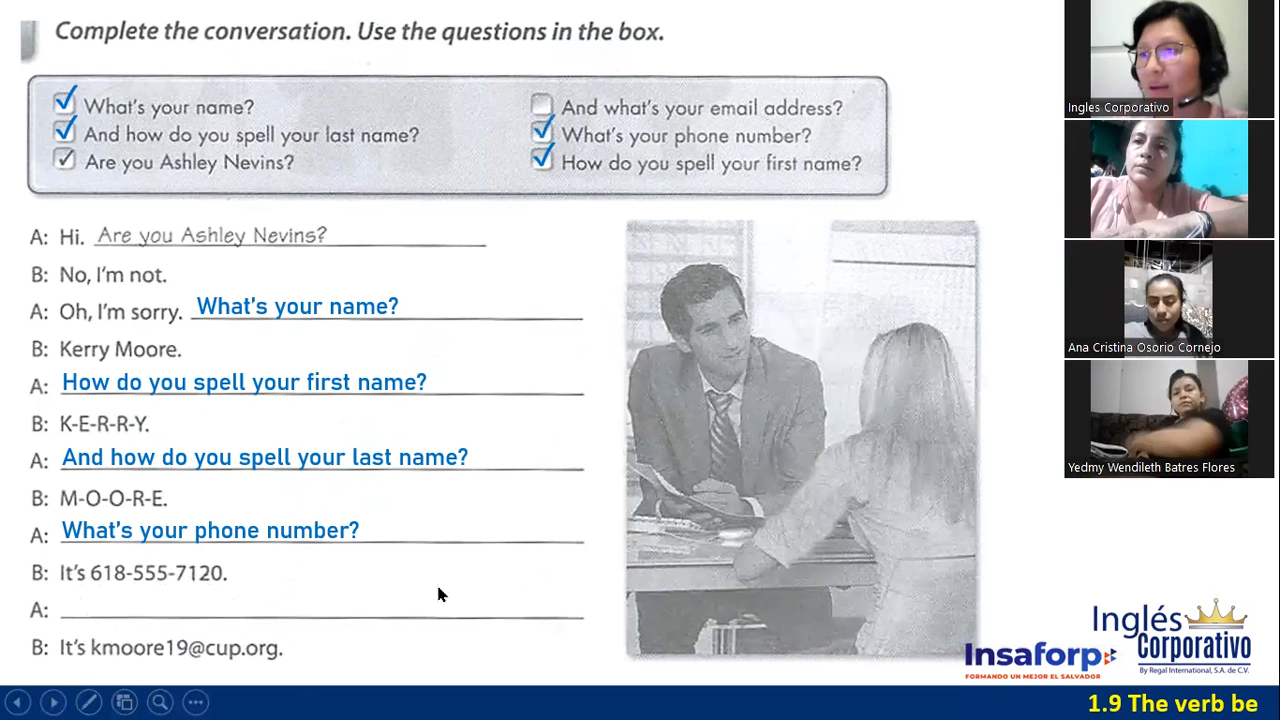 Complete the conversation. Use the questions in the box.
What's your name?
And how do you spell your last name?
Are you Ashley Nevins?
And what's your email address?
What's your phone number?
How do you spell your first name?
A: Hi. Are you Ashley Nevins?
B: No, I'm not.
A: Oh, I'm sorry. What's your name?
B: Kerry Moore.
A: How do you spell your first name?
B: K-E-R-R-Y.
A: And how do you spell your last name?
B: M-O-O-R-E.
A: What's your phone number?
B: It's 618-555-7120.
A:
B: It's kmoore19@cup.org.
Ingles Corporativo
Ana Cristina Osorio Cornejo
Yedmy Wendileth Batres Flores
Insaforp
FORMANDO UN MEJOR EL SALVADOR
Inglés
Corporativo
By Regal International, S.A. de C.V.
1.9 The verb be